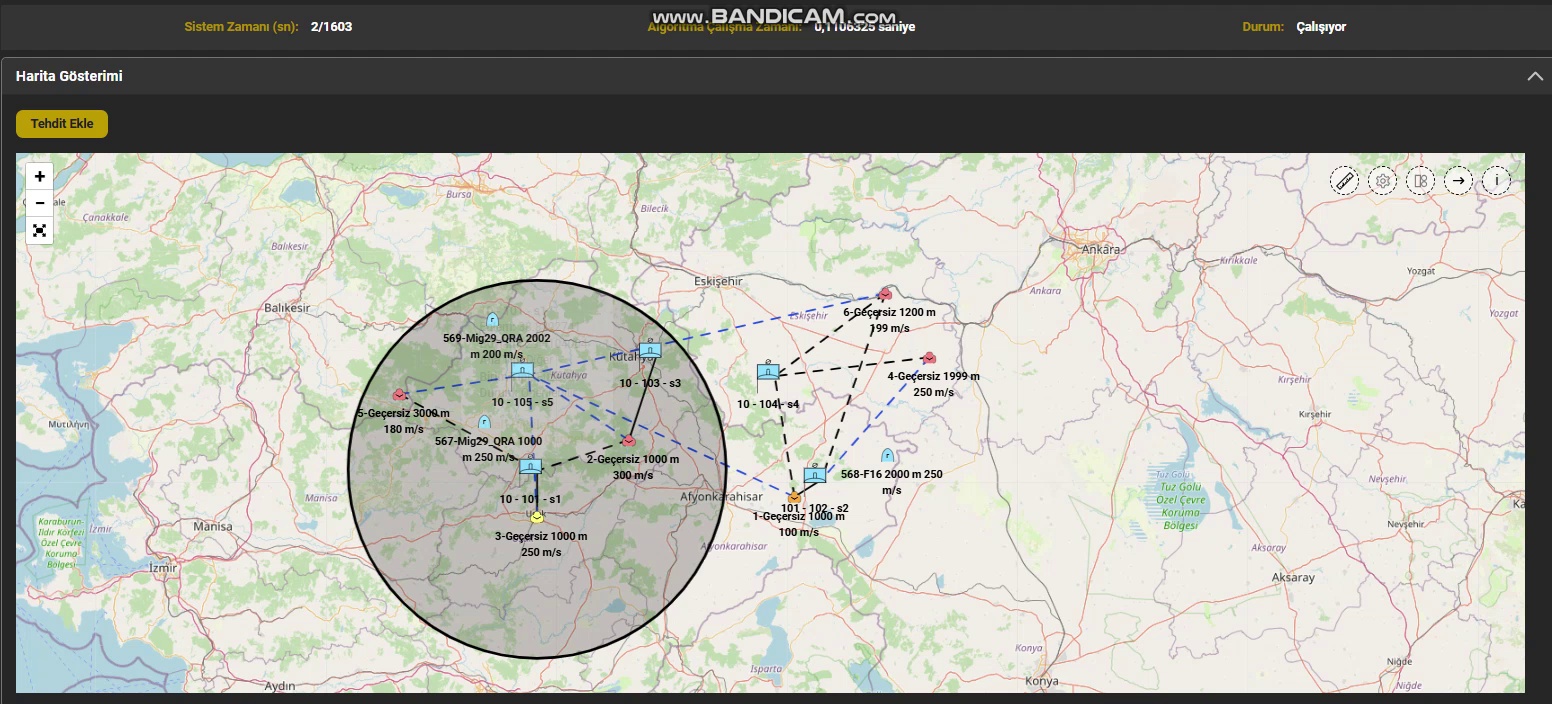 www.BANDICAM.com
Sistem Zamanı (sn): 2/1603
Algoritma Çalışma Zamanı: 0,1106325 saniye
Durum: Çalışıyor
Harita Gösterimi
Tehdit Ekle
+
−
Çanakkale
Bursa
Bilecik
Ankara
Kırıkkale
Yozgat
Balıkesir
Balıkesir
Eskişehir
Eskişehir
Ankara
Yozgat
6-Geçersiz 1200 m
199 m/s
569-Mig29_QRA 2002
m 200 m/s
Kütahya
Kütahya
10 - 103 - s3
10 - 105 - s5
4-Geçersiz 1999 m
250 m/s
10 - 104 - s4
Kırşehir
Kırşehir
5-Geçersiz 3000 m
180 m/s
567-Mig29_QRA 1000
m 250 m/s
2-Geçersiz 1000 m
300 m/s
568-F16 2000 m 250
m/s
Tuz Gölü
Tuz Gölü
Özel Çevre
Koruma
Bölgesi
Nevşehir
Nevşehir
Manisa
Manisa
10 - 101 - s1
Afyonkarahisar
Afyonkarahisar
101 - 102 - s2
1-Geçersiz 1000 m
100 m/s
3-Geçersiz 1000 m
250 m/s
Karaburun-
Ildır Körfezi
Özel Çevre
Koruma
Bölgesi
İzmir
İzmir
Aksaray
Aksaray
Aydın
Isparta
Konya
Konya
Niğde
Niğde